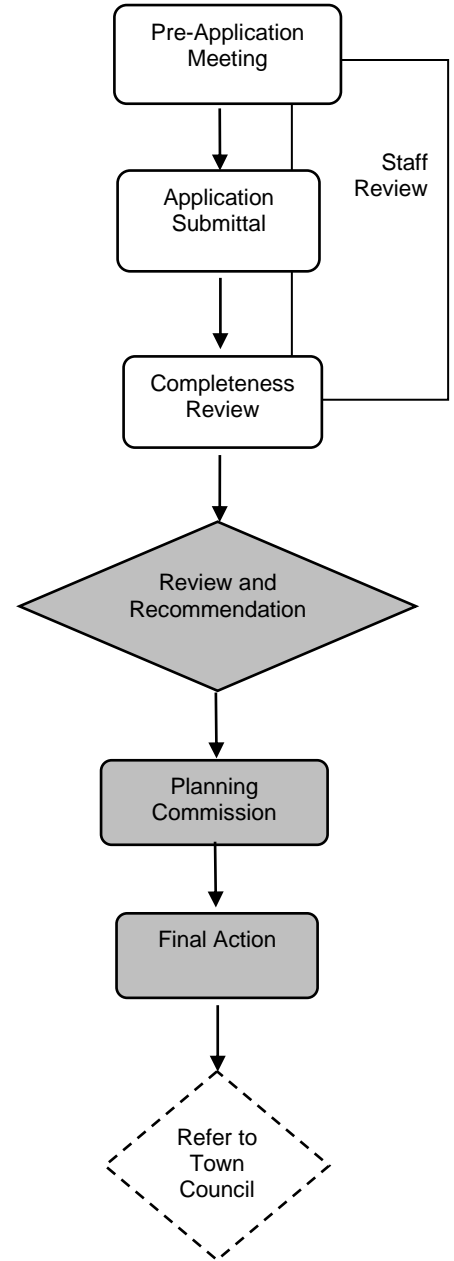 Pre-Application
Meeting
Staff
Review
Application
Submittal
Completeness
Review
Review and
Recommendation
Planning
Commission
Final Action
Refer to
Town
Council